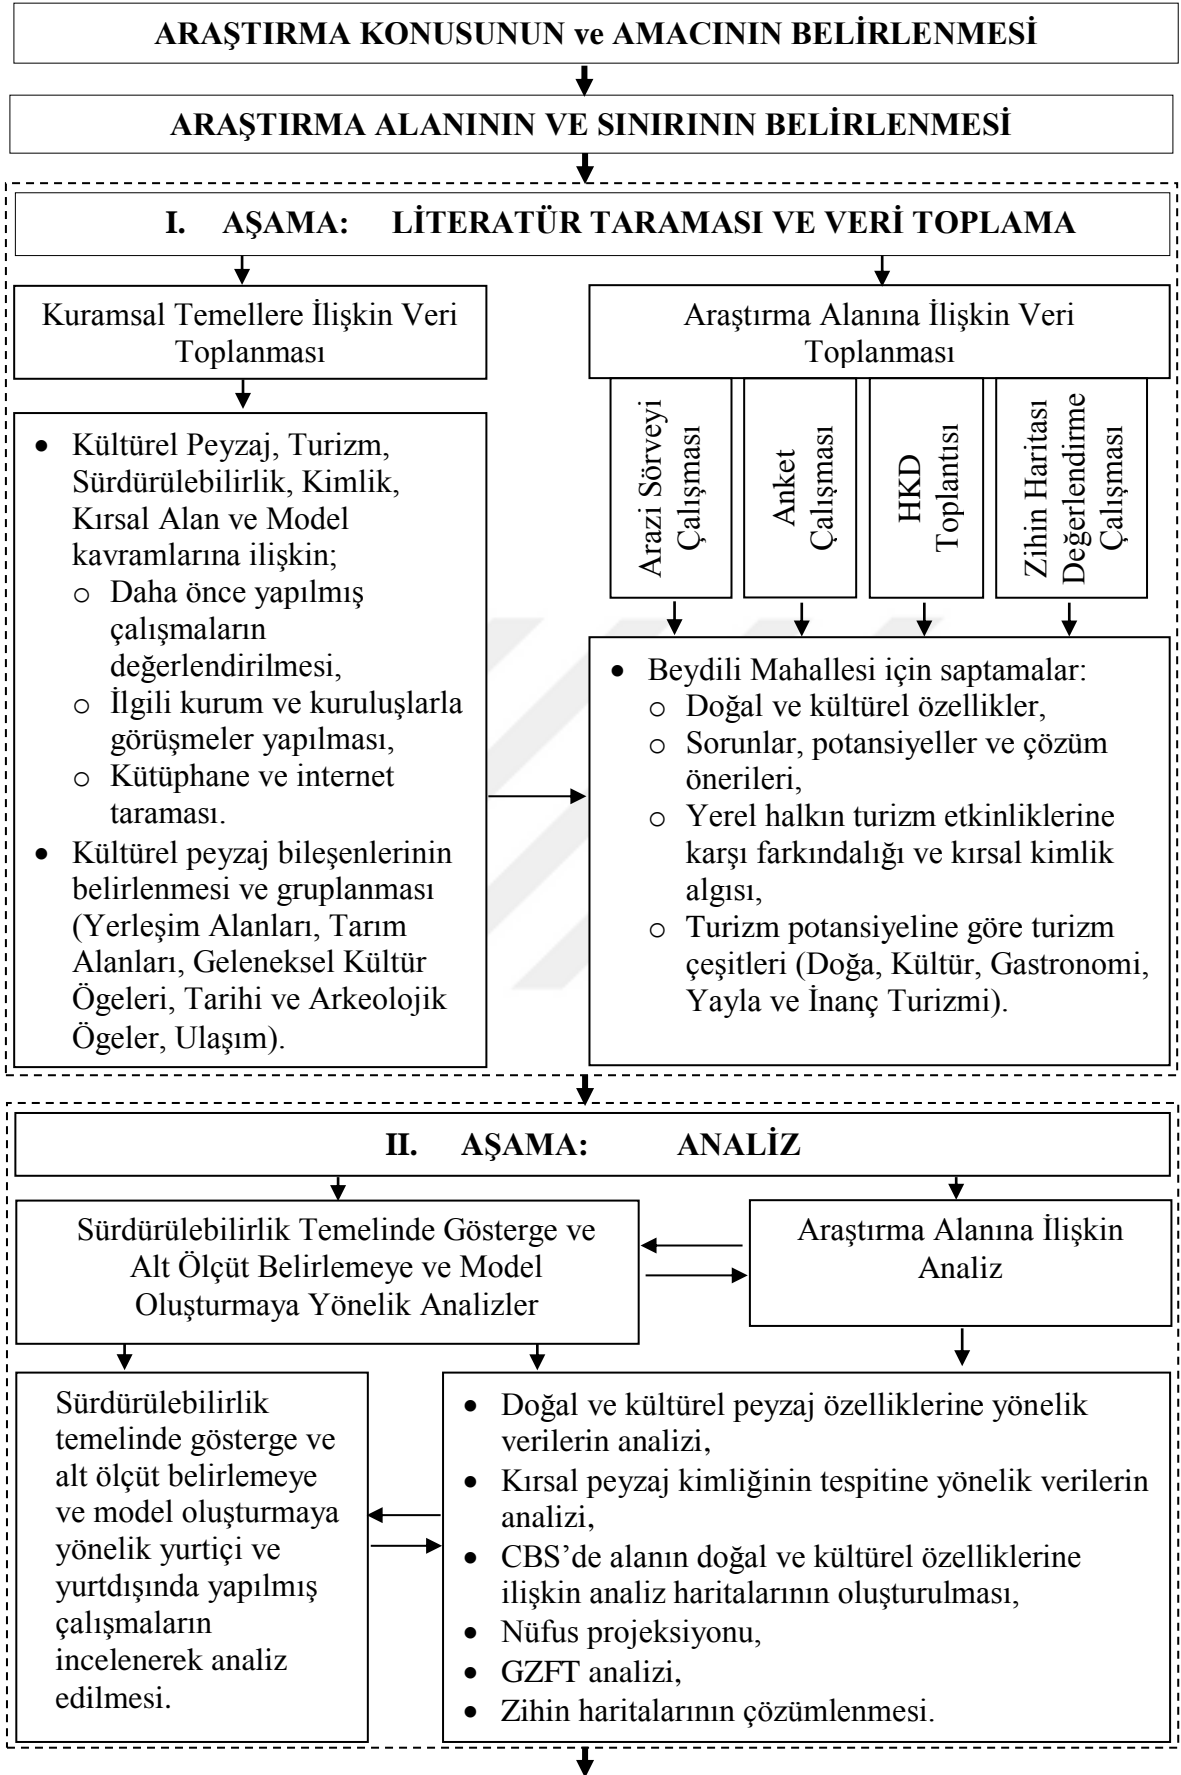 ARAŞTIRMA KONUSUNUN ve AMACININ BELİRLENMESİ
ARAŞTIRMA ALANININ VE SINIRININ BELİRLENMESİ
I. AŞAMA: LİTERATÜR TARAMASI VE VERİ TOPLAMA
Kuramsal Temellere İlişkin Veri
Toplanması
Araştırma Alanına İlişkin Veri
Toplanması
Arazi Sörveyi
Çalışması
Anket
Çalışması
HKD
Toplantısı
Zihin Haritası
Değerlendirme
Çalışması
• Kültürel Peyzaj, Turizm,
Sürdürülebilirlik, Kimlik,
Kırsal Alan ve Model
kavramlarına ilişkin;
o Daha önce yapılmış
çalışmaların
değerlendirilmesi,
o İlgili kurum ve kuruluşlarla
görüşmeler yapılması,
o Kütüphane ve internet
taraması.
• Kültürel peyzaj bileşenlerinin
belirlenmesi ve gruplanması
(Yerleşim Alanları, Tarım
Alanları, Geleneksel Kültür
Ögeleri, Tarihi ve Arkeolojik
Ögeler, Ulaşım).
• Beydili Mahallesi için saptamalar:
o Doğal ve kültürel özellikler,
o Sorunlar, potansiyeller ve çözüm
önerileri,
o Yerel halkın turizm etkinliklerine
karşı farkındalığı ve kırsal kimlik
algısı,
o Turizm potansiyeline göre turizm
çeşitleri (Doğa, Kültür, Gastronomi,
Yayla ve İnanç Turizmi).
II. AŞAMA: ANALİZ
Sürdürülebilirlik Temelinde Gösterge ve
Alt Ölçüt Belirlemeye ve Model
Oluşturmaya Yönelik Analizler
Araştırma Alanına İlişkin
Analiz
Sürdürülebilirlik
temelinde gösterge ve
alt ölçüt belirlemeye
ve model oluşturmaya
yönelik yurtiçi ve
yurtdışında yapılmış
çalışmaların
incelenerek analiz
edilmesi.
• Doğal ve kültürel peyzaj özelliklerine yönelik
verilerin analizi,
• Kırsal peyzaj kimliğinin tespitine yönelik verilerin
analizi,
• CBS’de alanın doğal ve kültürel özelliklerine
ilişkin analiz haritalarının oluşturulması,
• Nüfus projeksiyonu,
• GZFT analizi,
• Zihin haritalarının çözümlenmesi.